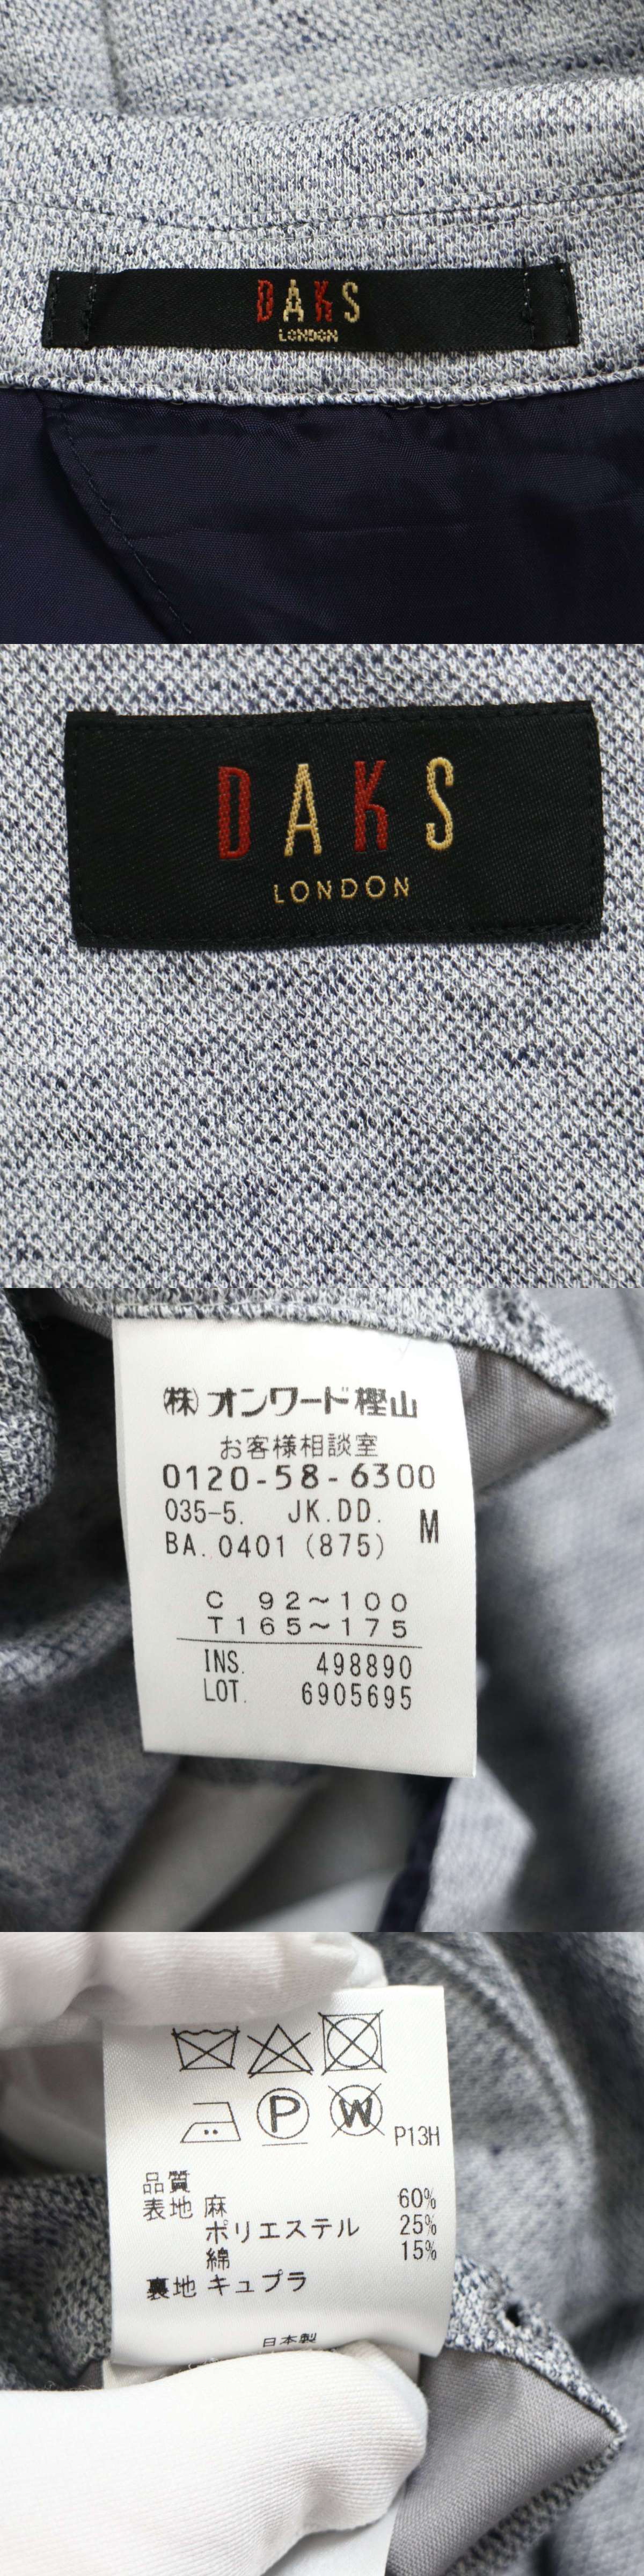 DAKS
LONDON
DAKS
LONDON
㈱オンワード樫山
お客様相談室
0120-58-6300
035-5. JK.DD. M
BA.0401 (875)
C 92～100
T165～175
INS. 498890
LOT. 6905695
P
W
P13H
品質
表地 麻 60%
ポリエステル 25%
綿 15%
裏地 キュプラ
日本製